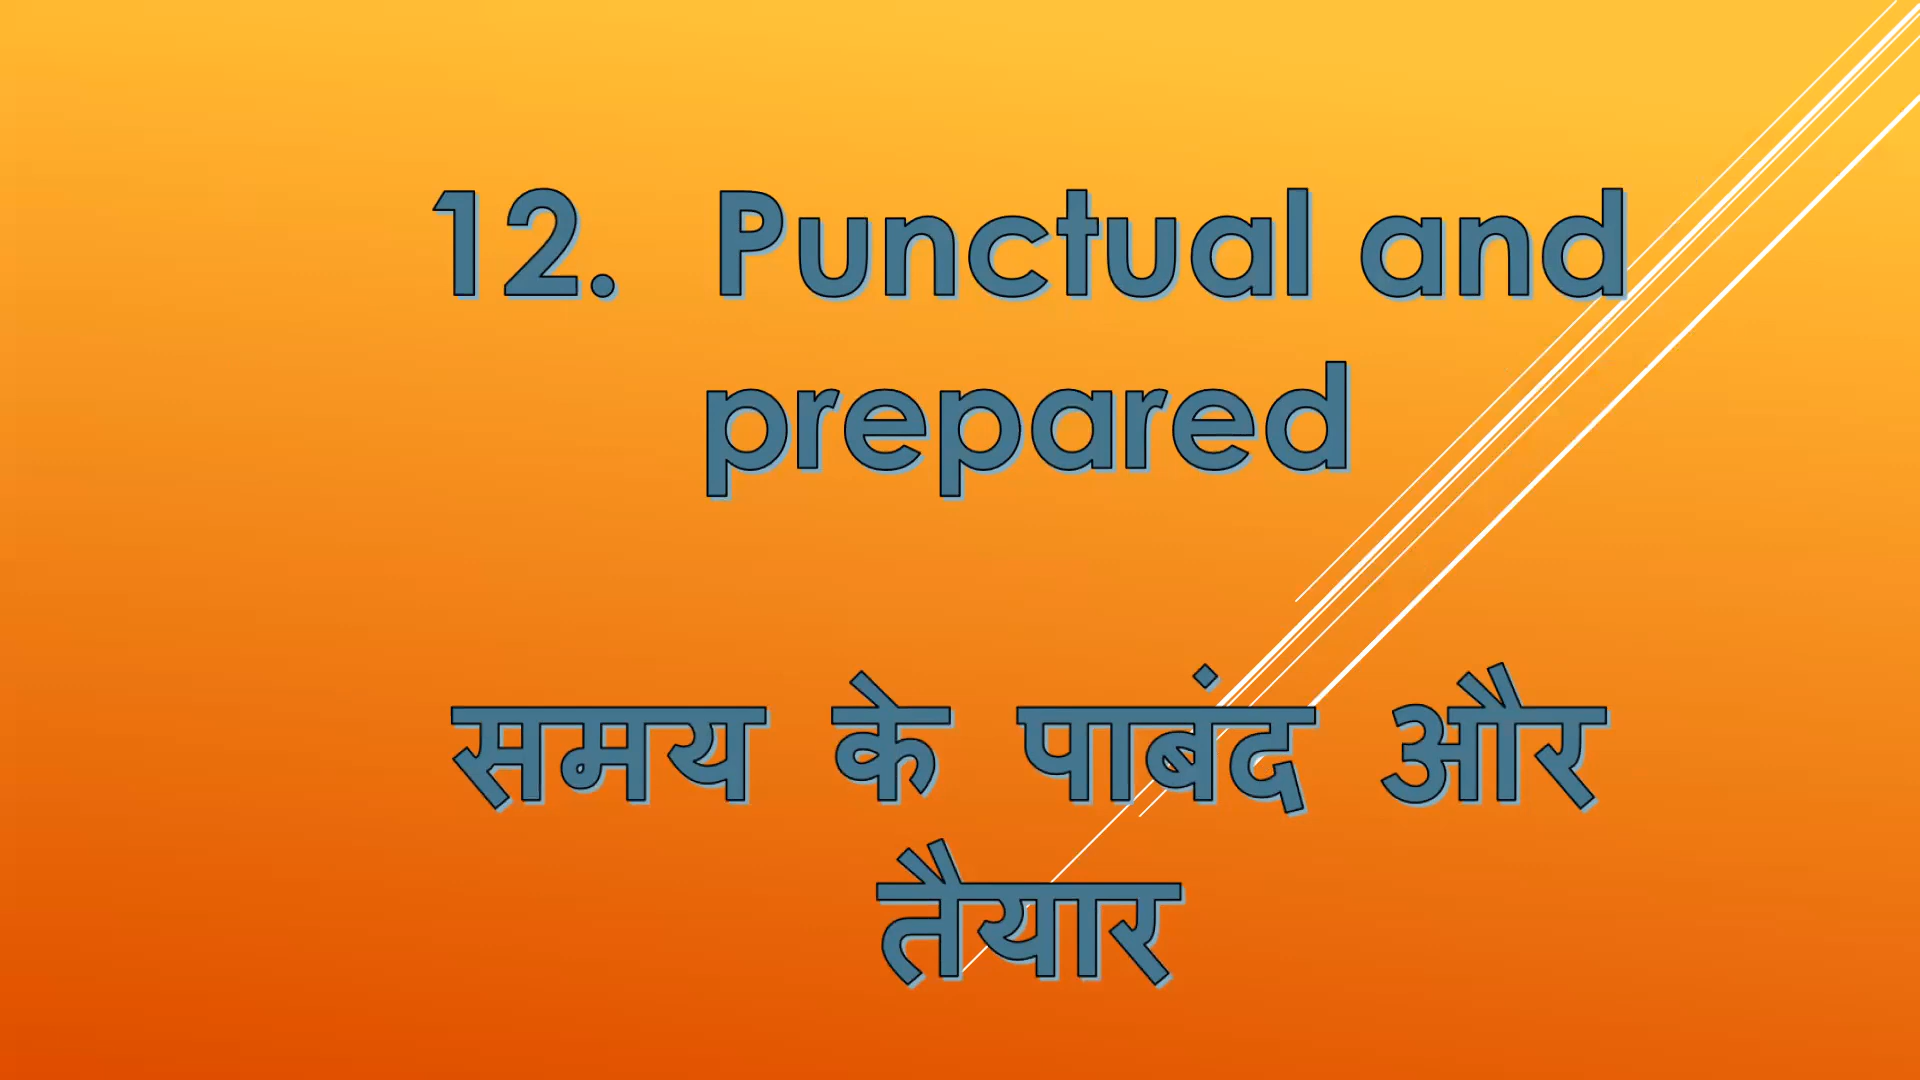 12. Punctual and
prepared
समय के पाबंद और
तैयार